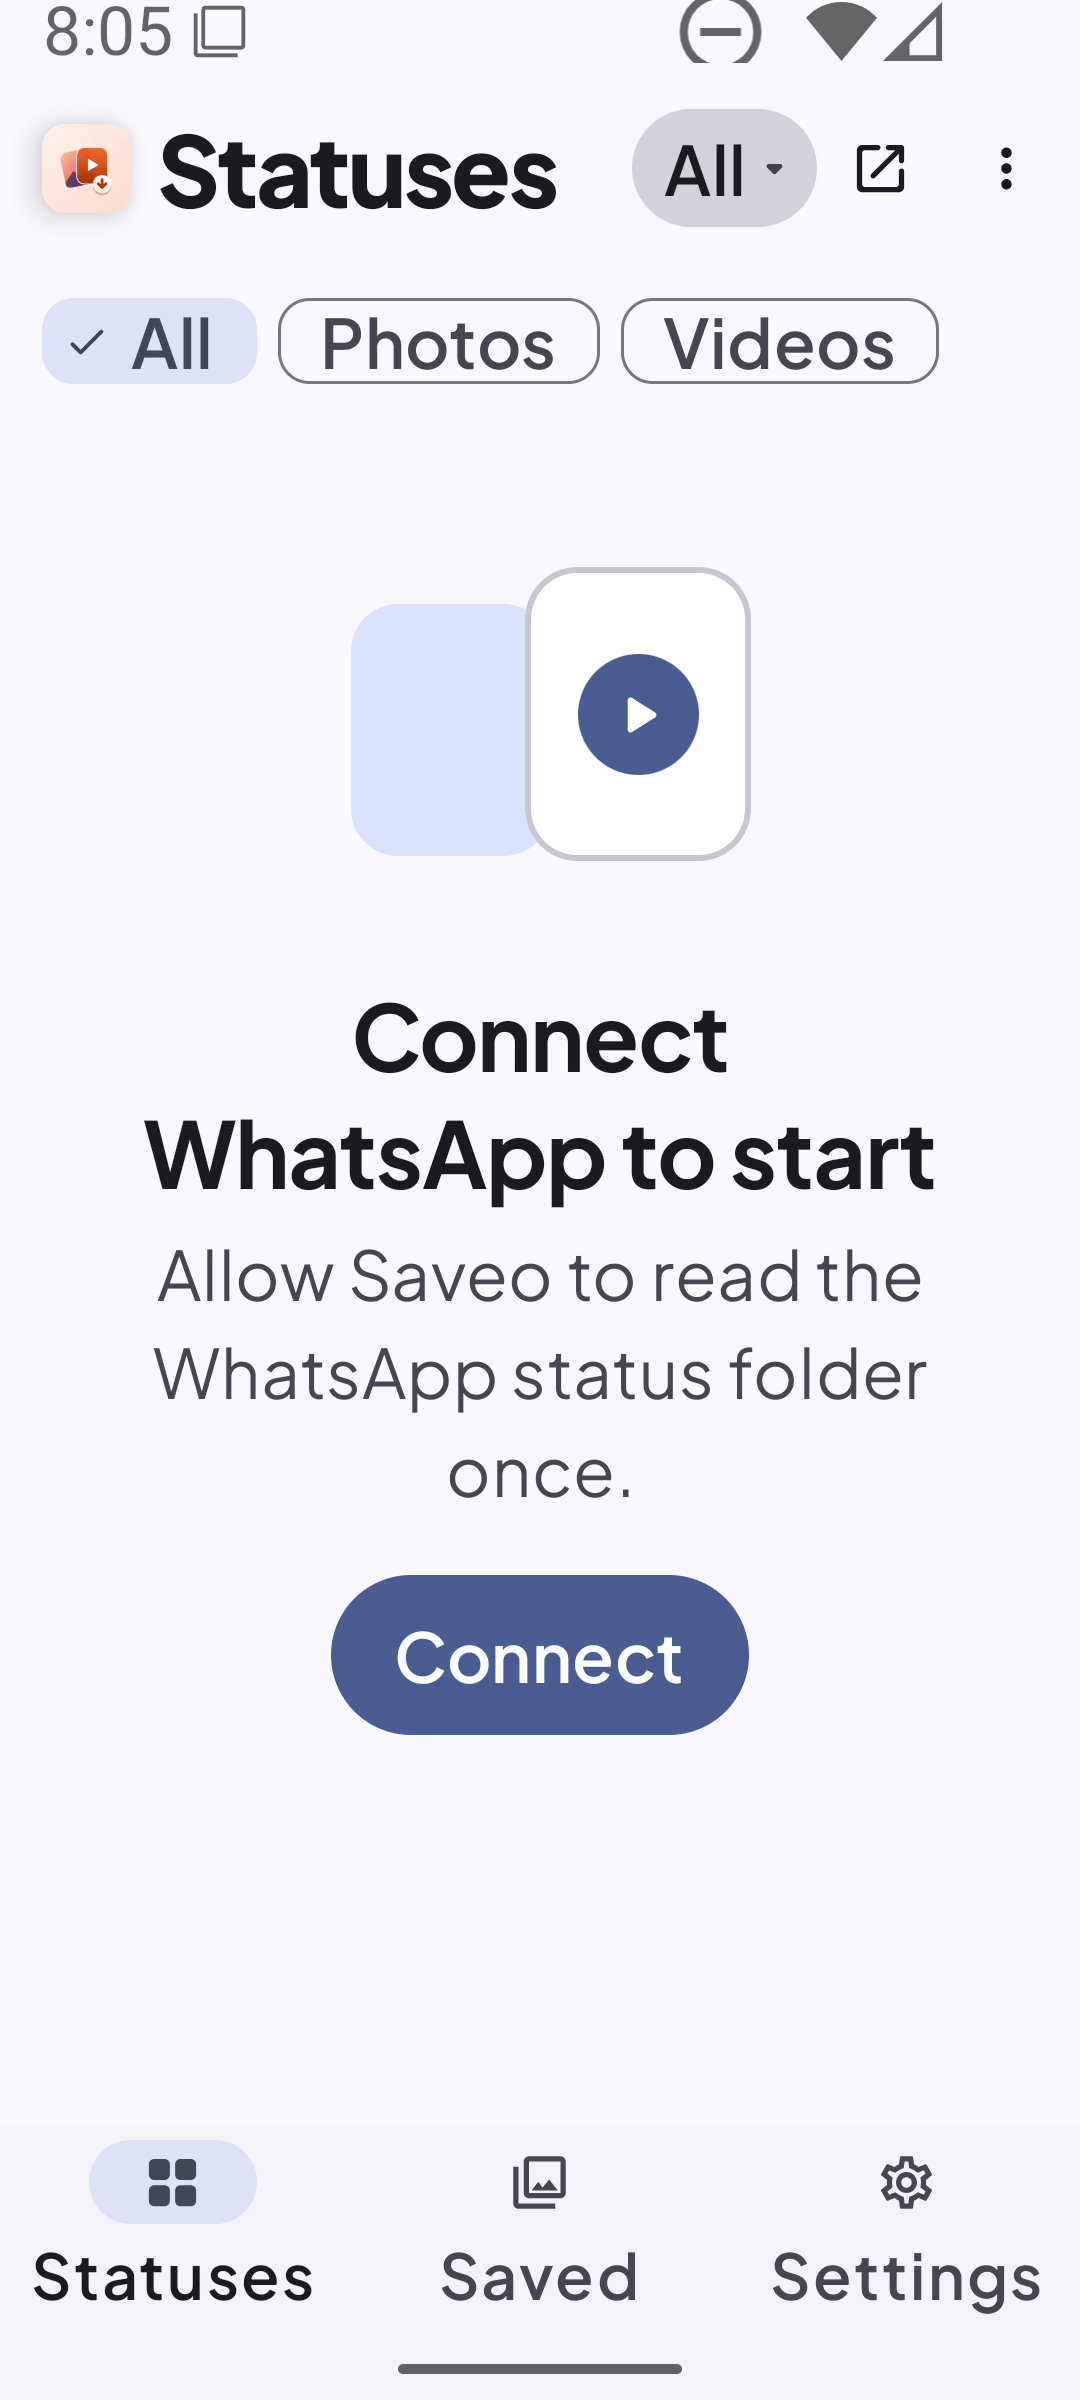 8:05
Statuses
All
All
Photos
Videos
Connect
WhatsApp to start
Allow Saveo to read the
WhatsApp status folder
once.
Connect
Statuses
Saved
Settings